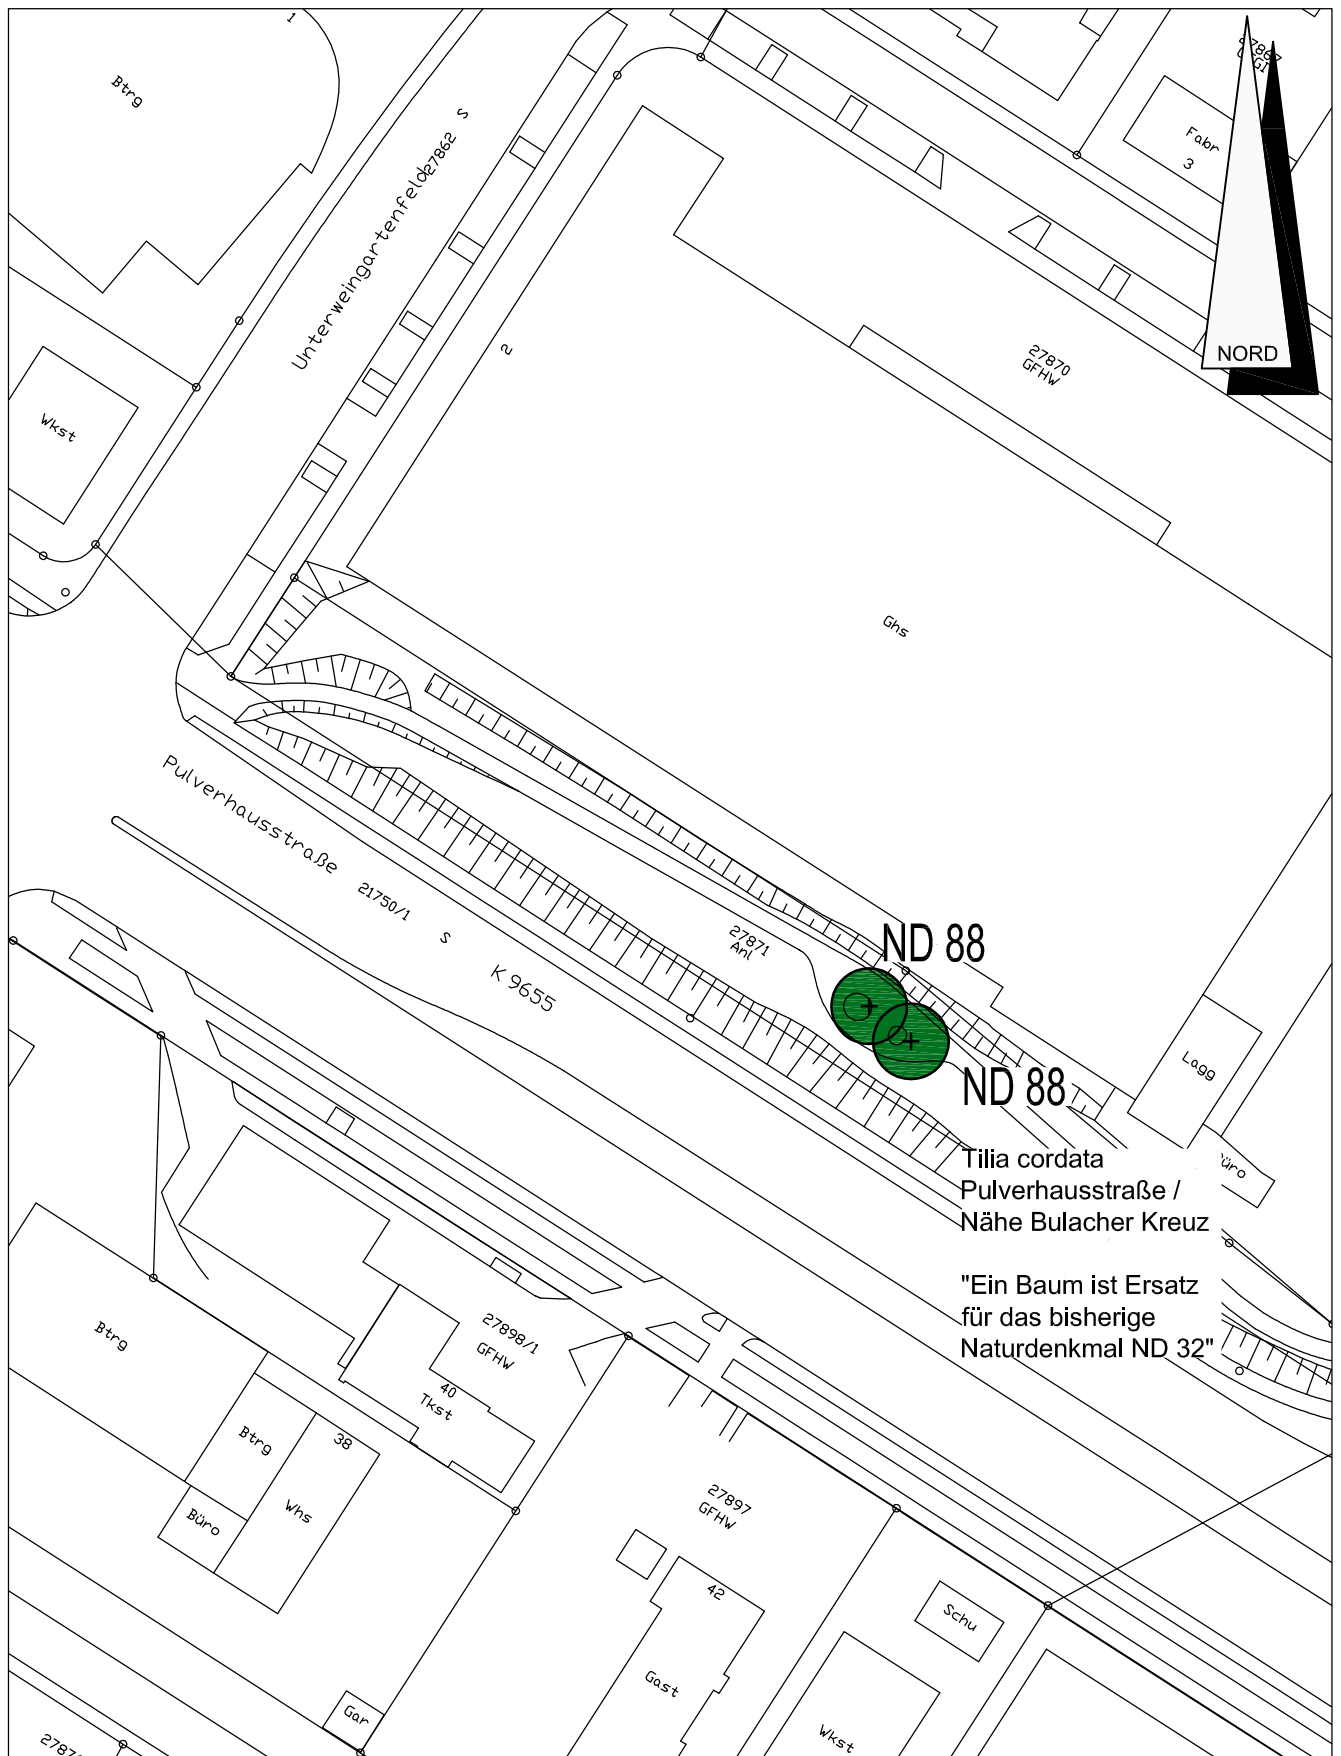 1
Btrg
Unterweingartenfeld
27862
S
Fabr
3
NORD
Wkst
2
27870
GFHW
Ghs
Pulverhausstraße
21750/1
S
K 9655
27871
Anl
ND 88
ND 88
Lagg
Tilia cordata
Pulverhausstraße /
Nähe Bulacher Kreuz
"Ein Baum ist Ersatz
für das bisherige
Naturdenkmal ND 32"
Btrg
27898/1
GFHW
40
Tkst
Btrg
38
Whs
Büro
27897
GFHW
42
Gast
Schu
Wkst
Gar